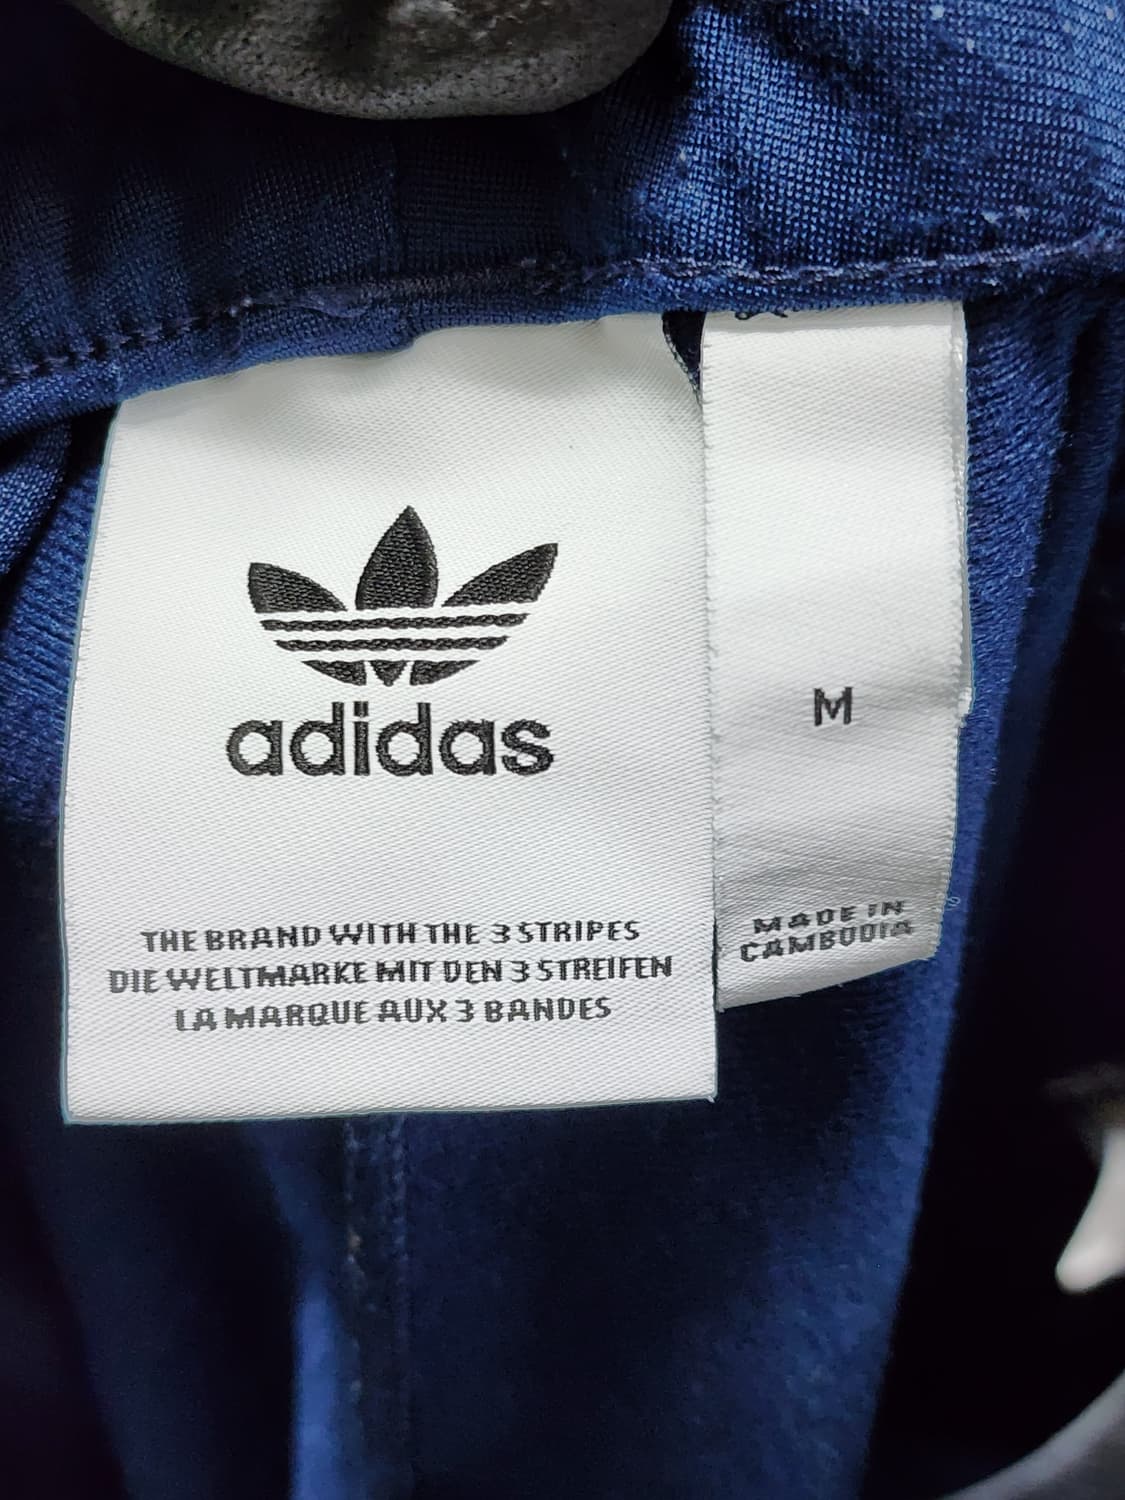 adidas
THE BRAND WITH THE 3 STRIPES
DIE WELTMARKE MIT DEN 3 STREIFEN
LA MARQUE AUX 3 BANDES
M
MADE IN
CAMBODIA